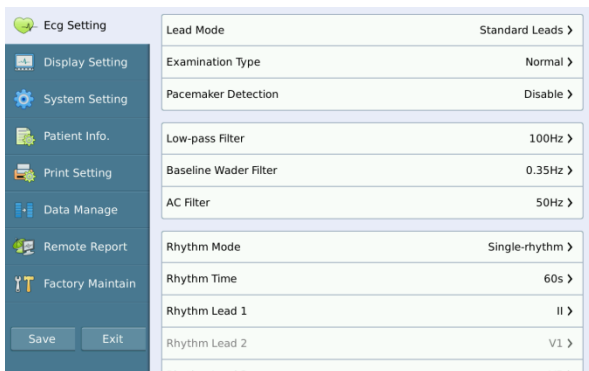 Ecg Setting
Display Setting
System Setting
Patient Info.
Print Setting
Data Manage
Remote Report
Factory Maintain
Save Exit
Lead Mode Standard Leads >
Examination Type Normal >
Pacemaker Detection Disable >
Low-pass Filter 100Hz >
Baseline Wader Filter 0.35Hz >
AC Filter 50Hz >
Rhythm Mode Single-rhythm >
Rhythm Time 60s >
Rhythm Lead 1 II >
Rhythm Lead 2 V1 >